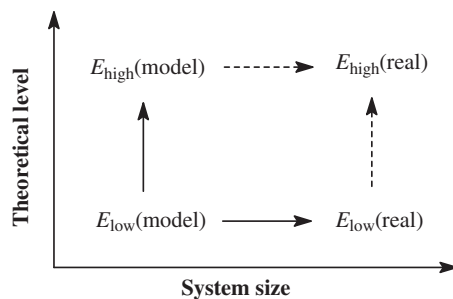 Theoretical level
E_high(model) E_high(real)
E_low(model) E_low(real)
System size